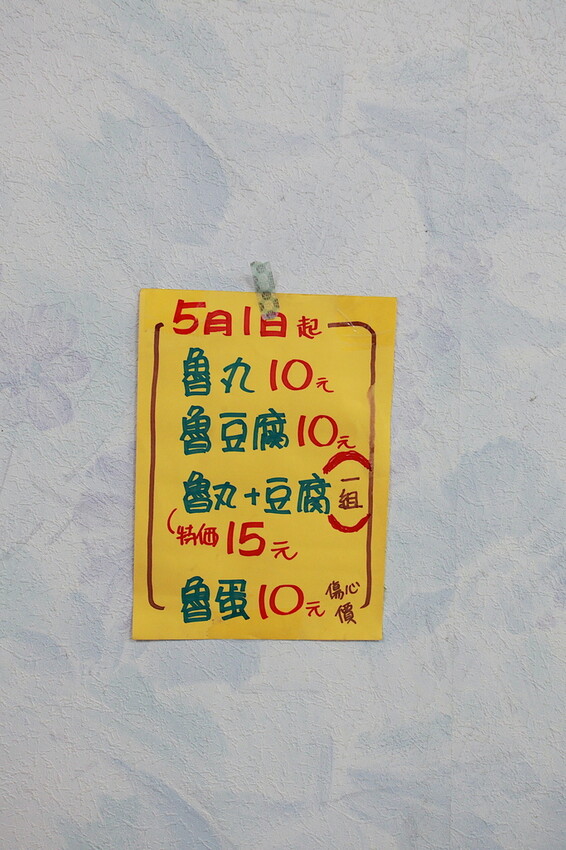 5月1日起
魯丸10元
魯豆腐10元
魯丸+豆腐 一組
(特価15元
魯蛋10元 傷心價